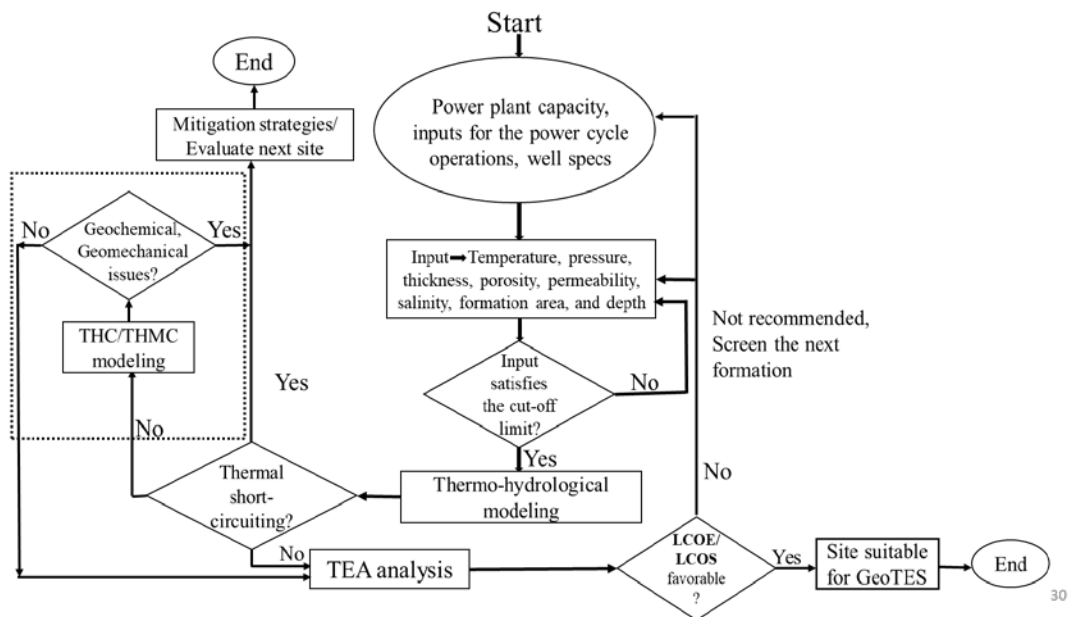 Start
End
Power plant capacity,
inputs for the power cycle
operations, well specs
Mitigation strategies/
Evaluate next site
No
Geochemical,
Geomechanical
issues?
Yes
Input➡Temperature, pressure,
thickness, porosity, permeability,
salinity, formation area, and depth
THC/THMC
modeling
Not recommended,
Screen the next
formation
Input
satisfies
the cut-off
limit?
No
Yes
No
Yes
No
Thermal
short-
circuiting?
Thermo-hydrological
modeling
No
TEA analysis
LCOE/
LCOS
favorable
?
Yes
Site suitable
for GeoTES
End
30